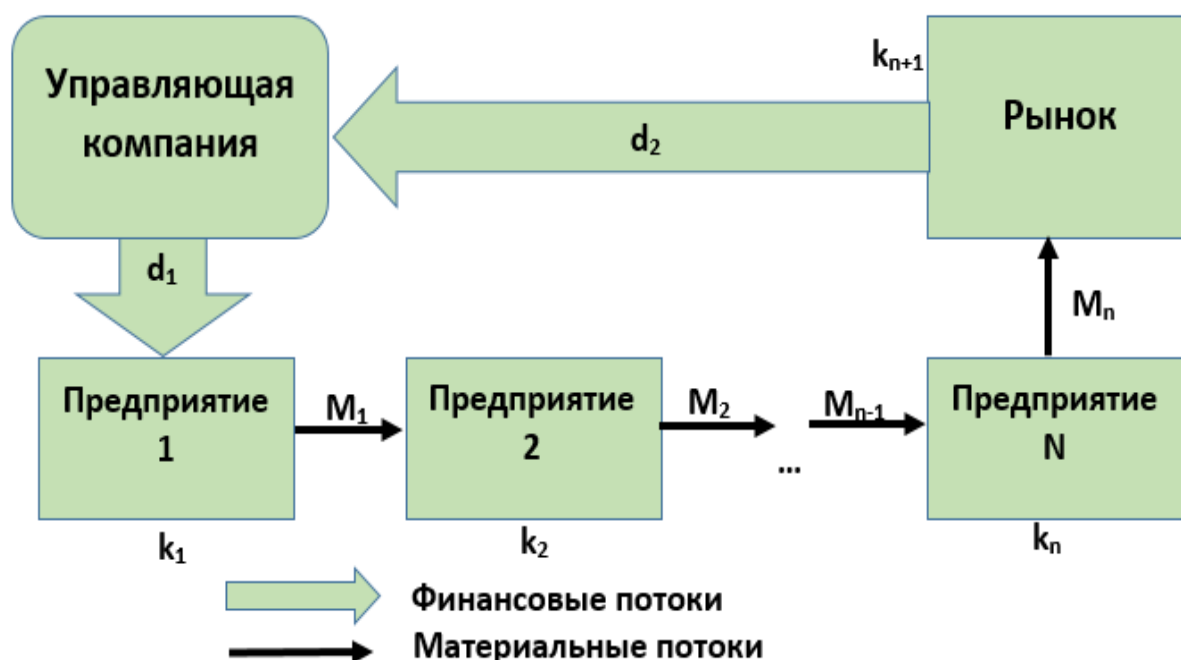 Управляющая
компания
k_{n+1}
Рынок
d₂
d₁
Mₙ
Предприятие
1
M₁
Предприятие
2
M₂
...
Mₙ₋₁
Предприятие
N
k₁
k₂
kₙ
Финансовые потоки
Материальные потоки